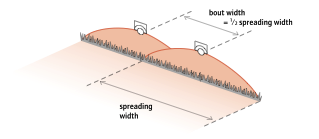 bout width
= ½ spreading width
spreading
width